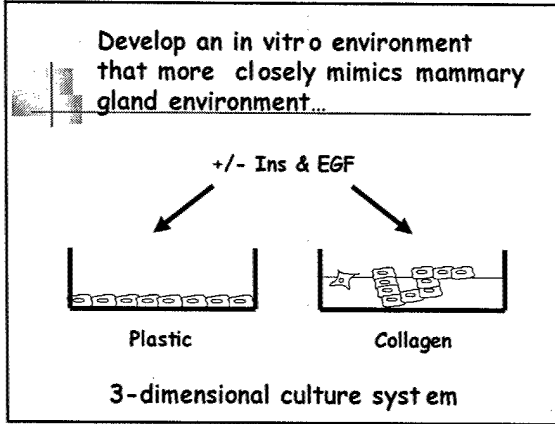 Develop an in vitro environment
that more closely mimics mammary
gland environment...
+/- Ins & EGF
Plastic
Collagen
3-dimensional culture system